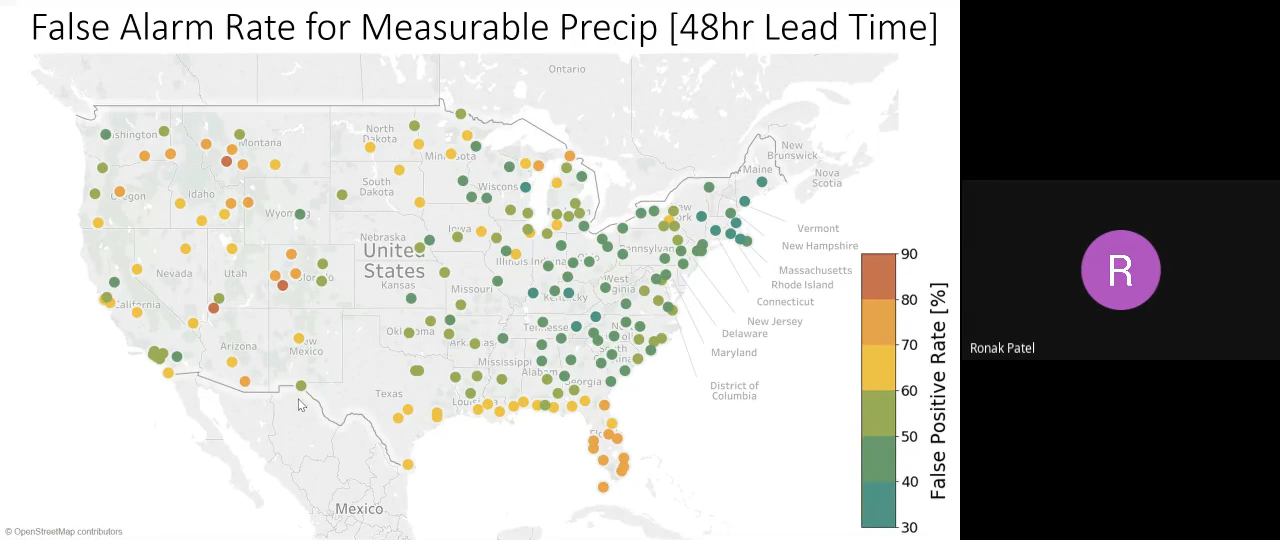 False Alarm Rate for Measurable Precip [48hr Lead Time]
Ontario
Washington
North
Dakota
Montana
Minnesota
New
Brunswick
Maine
Nova
Scotia
Oregon
Idaho
South
Dakota
Wisconsin
Wyoming
Vermont
New Hampshire
Iowa
Nebraska
United
States
Pennsylvania
Nevada
Utah
Colorado
Illinois
Indiana
Ohio
Massachusetts
Rhode Island
Kansas
Missouri
West
Virginia
Connecticut
California
Kentucky
New Jersey
Oklahoma
Tennessee
Delaware
Arizona
New
Mexico
Arkansas
Maryland
Mississippi
Alabama
Georgia
Texas
District of
Columbia
Mexico
© OpenStreetMap contributors
90
80
70
60
50
40
30
False Positive Rate [%]
R
Ronak Patel